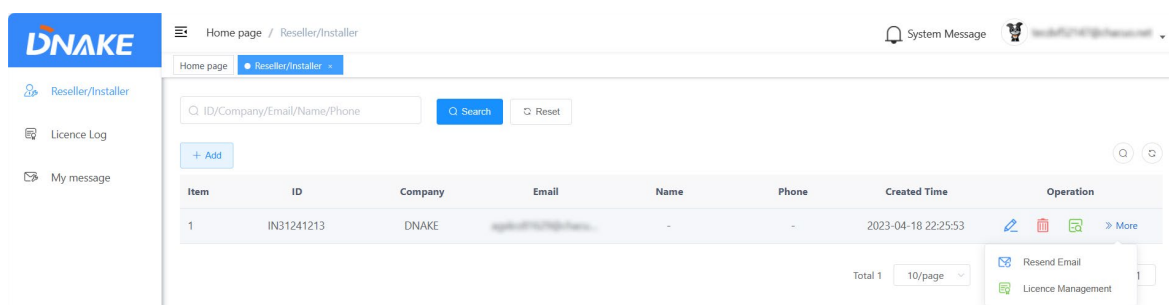 DNAKE
Home page / Reseller/Installer
System Message
Home page
Reseller/Installer ×
Reseller/Installer
Licence Log
My message
ID/Company/Email/Name/Phone
Search
Reset
+ Add
Item ID Company Email Name Phone Created Time Operation
1 IN31241213 DNAKE - - 2023-04-18 22:25:53 More
Resend Email
Licence Management
Total 1 10/page 1